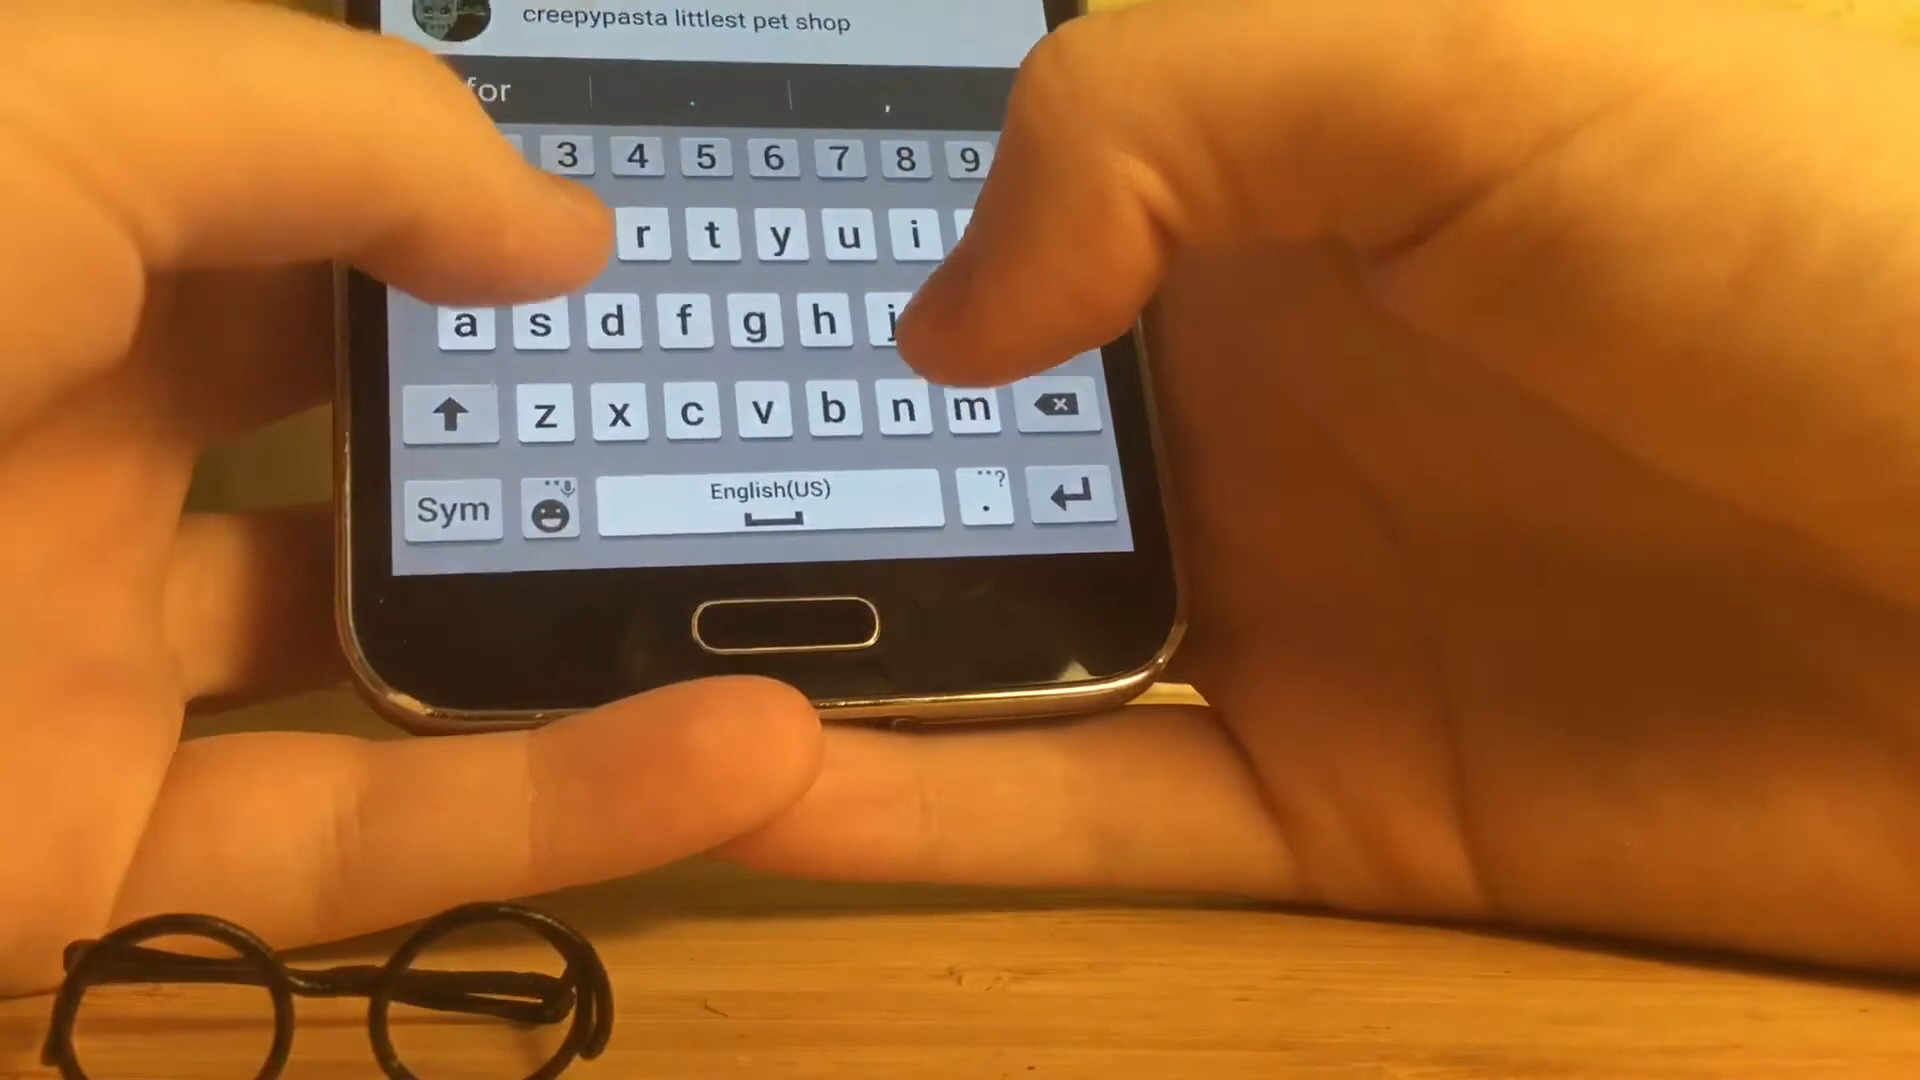 creepypasta littlest pet shop
for . ,
3 4 5 6 7 8 9
r t y u i
a s d f g h j
z x c v b n m
Sym English(US) . ?